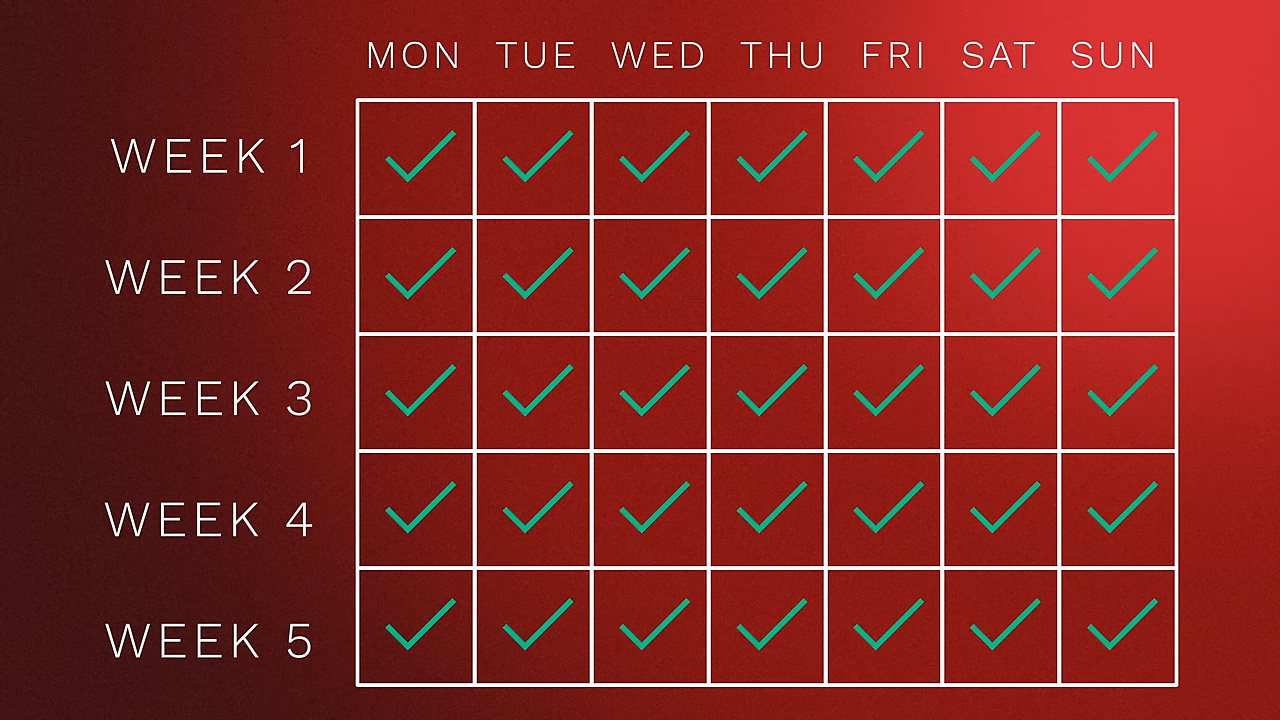 MON TUE WED THU FRI SAT SUN
WEEK 1
WEEK 2
WEEK 3
WEEK 4
WEEK 5